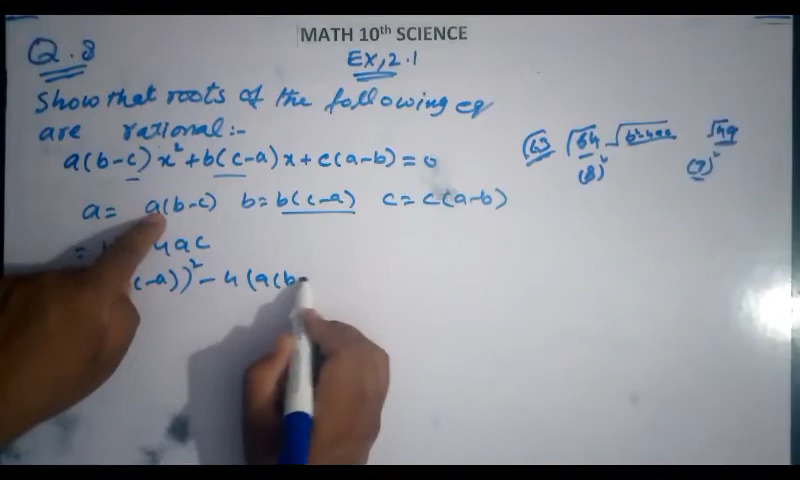 MATH 10th SCIENCE
Q.8
EX,2.1
Show that roots of the following eq
are rational:-
a(b-c)x²+b(c-a)x+c(a-b)=0
√63 √64 -√b²-4ac √49
(8)² (7)²
a= a(b-c) b=b(c-a) c=c(a-b)
= 4ac
c-a))²-4(a(b